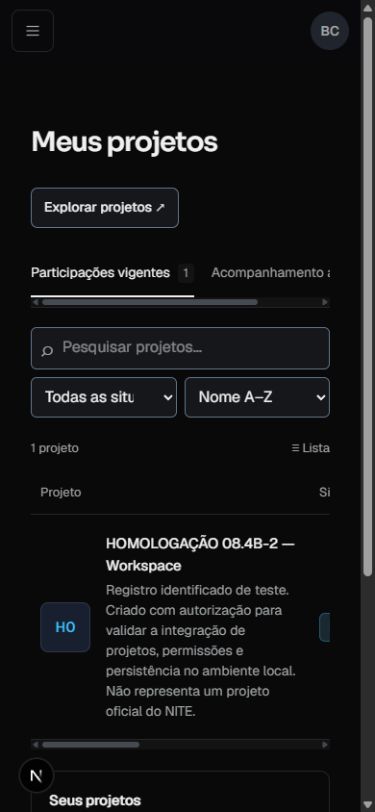 BC
Meus projetos
Explorar projetos ↗
Participações vigentes 1 Acompanhamento a
Pesquisar projetos...
Todas as situ Nome A–Z
1 projeto ☰ Lista
Projeto Si
HO
HOMOLOGAÇÃO 08.4B-2 —
Workspace
Registro identificado de teste.
Criado com autorização para
validar a integração de
projetos, permissões e
persistência no ambiente local.
Não representa um projeto
oficial do NITE.
N
Seus projetos